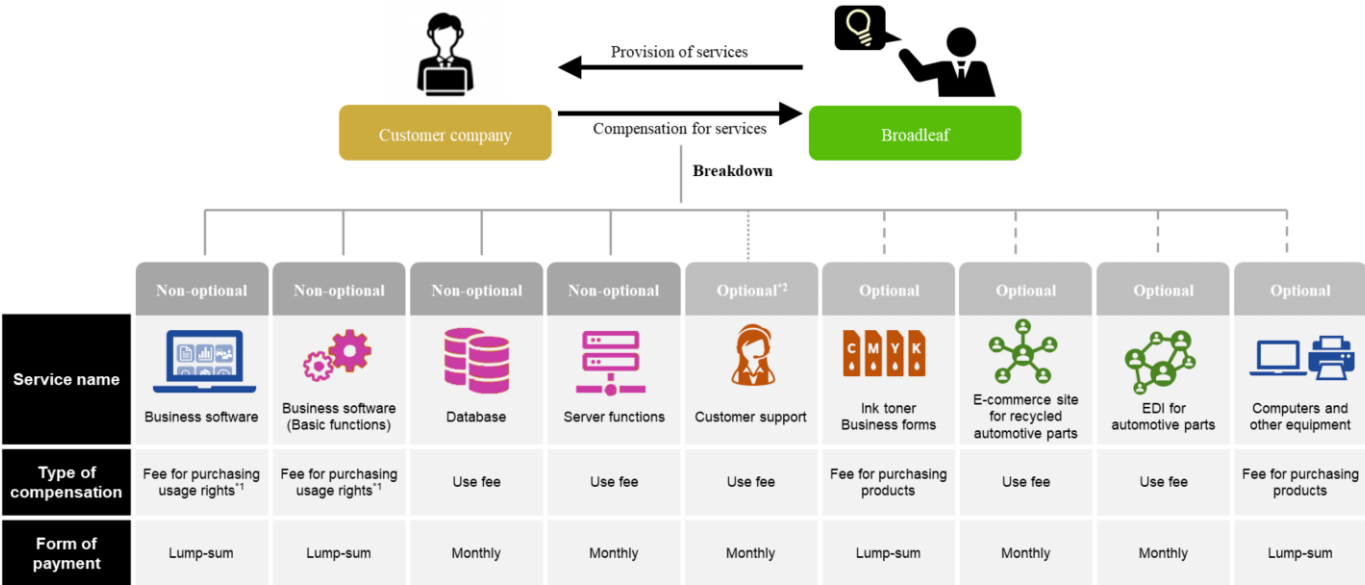 Provision of services
Customer company
Compensation for services
Broadleaf
Breakdown
Non-optional
Non-optional
Non-optional
Non-optional
Optional*2
Optional
Optional
Optional
Optional
Service name
Business software
Business software
(Basic functions)
Database
Server functions
Customer support
C M Y K
Ink toner
Business forms
E-commerce site
for recycled
automotive parts
EDI for
automotive parts
Computers and
other equipment
Type of
compensation
Fee for purchasing
usage rights*1
Fee for purchasing
usage rights*1
Use fee
Use fee
Use fee
Fee for purchasing
products
Use fee
Use fee
Fee for purchasing
products
Form of
payment
Lump-sum
Lump-sum
Monthly
Monthly
Monthly
Lump-sum
Monthly
Monthly
Lump-sum